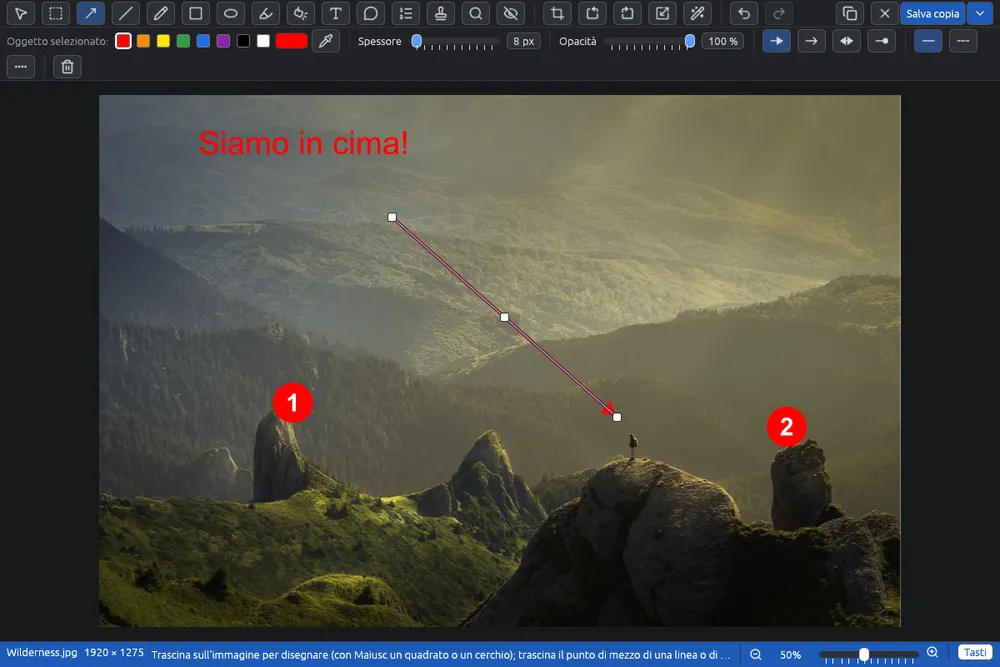 Salva copia
Oggetto selezionato:
Spessore
8 px
Opacità
100 %
Siamo in cima!
1
2
Wilderness.jpg 1920 × 1275 Trascina sull'immagine per disegnare (con Maiusc un quadrato o un cerchio); trascina il punto di mezzo di una linea o di ...
50%
Tasti